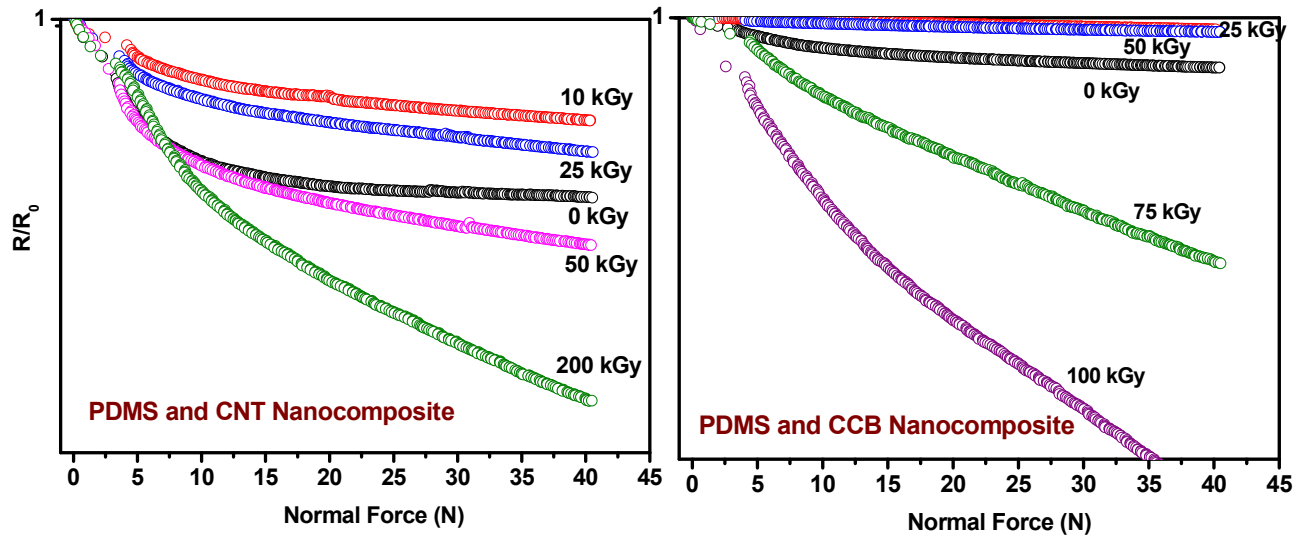 1
R/R0
10 kGy
25 kGy
0 kGy
50 kGy
200 kGy
PDMS and CNT Nanocomposite
0 5 10 15 20 25 30 35 40 45
Normal Force (N)
1
25 kGy
50 kGy
0 kGy
75 kGy
100 kGy
PDMS and CCB Nanocomposite
0 5 10 15 20 25 30 35 40 45
Normal Force (N)